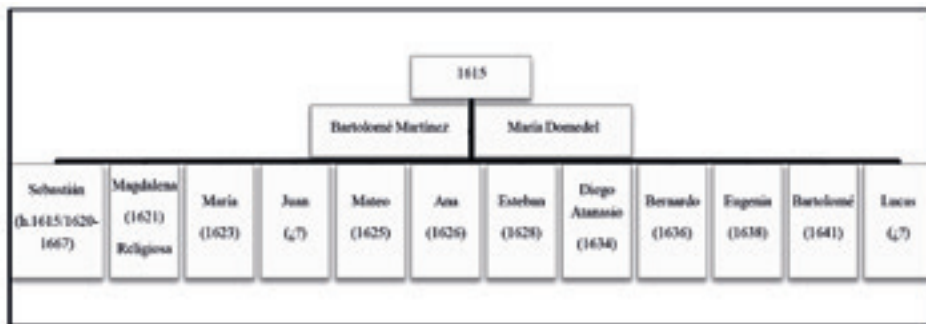 1615
Bartolomé Martínez
María Domedel
Sebastián
(h.1615/1620-
1667)
Magdalena
(1621)
Religiosa
María
(1623)
Juan
(¿?)
Mateo
(1625)
Ana
(1626)
Esteban
(1628)
Diego
Atanasio
(1634)
Bernardo
(1636)
Eugenia
(1638)
Bartolomé
(1641)
Lucas
(¿?)